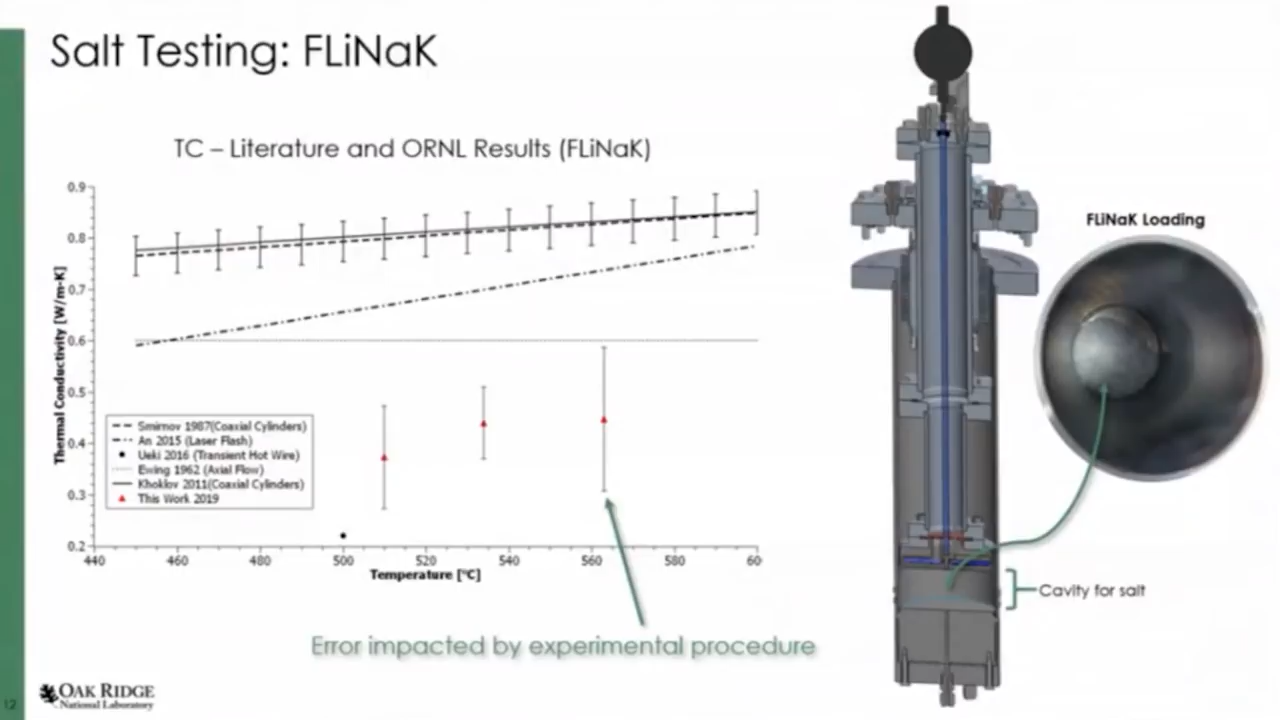 Salt Testing: FLiNaK
TC – Literature and ORNL Results (FLiNaK)
0.9
0.8
0.7
0.6
0.5
0.4
0.3
0.2
Thermal Conductivity [W/m-K]
Smirnov 1987(Coaxial Cylinders)
An 2015 (Laser Flash)
Ueki 2016 (Transient Hot Wire)
Ewing 1962 (Axial Flow)
Khoklov 2011(Coaxial Cylinders)
This Work 2019
440 460 480 500 520 540 560 580 60
Temperature [°C]
Error impacted by experimental procedure
FLiNaK Loading
Cavity for salt
12
OAK RIDGE
National Laboratory